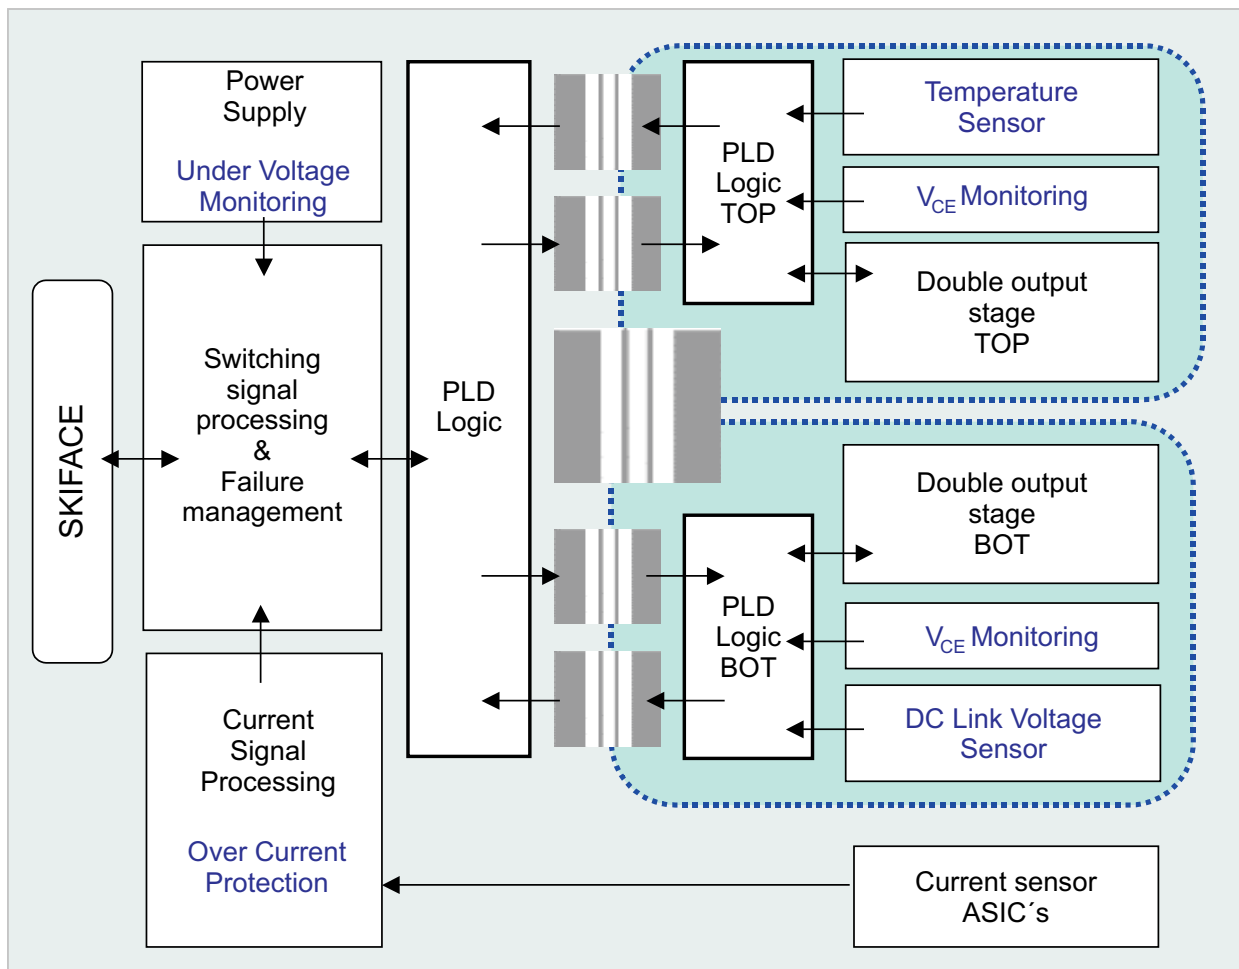 Power
Supply
Under Voltage
Monitoring
SKIFACE
Switching
signal
processing
&
Failure
management
Current
Signal
Processing
Over Current
Protection
PLD
Logic
PLD
Logic
TOP
Temperature
Sensor
VCE Monitoring
Double output
stage
TOP
PLD
Logic
BOT
Double output
stage
BOT
VCE Monitoring
DC Link Voltage
Sensor
Current sensor
ASIC´s